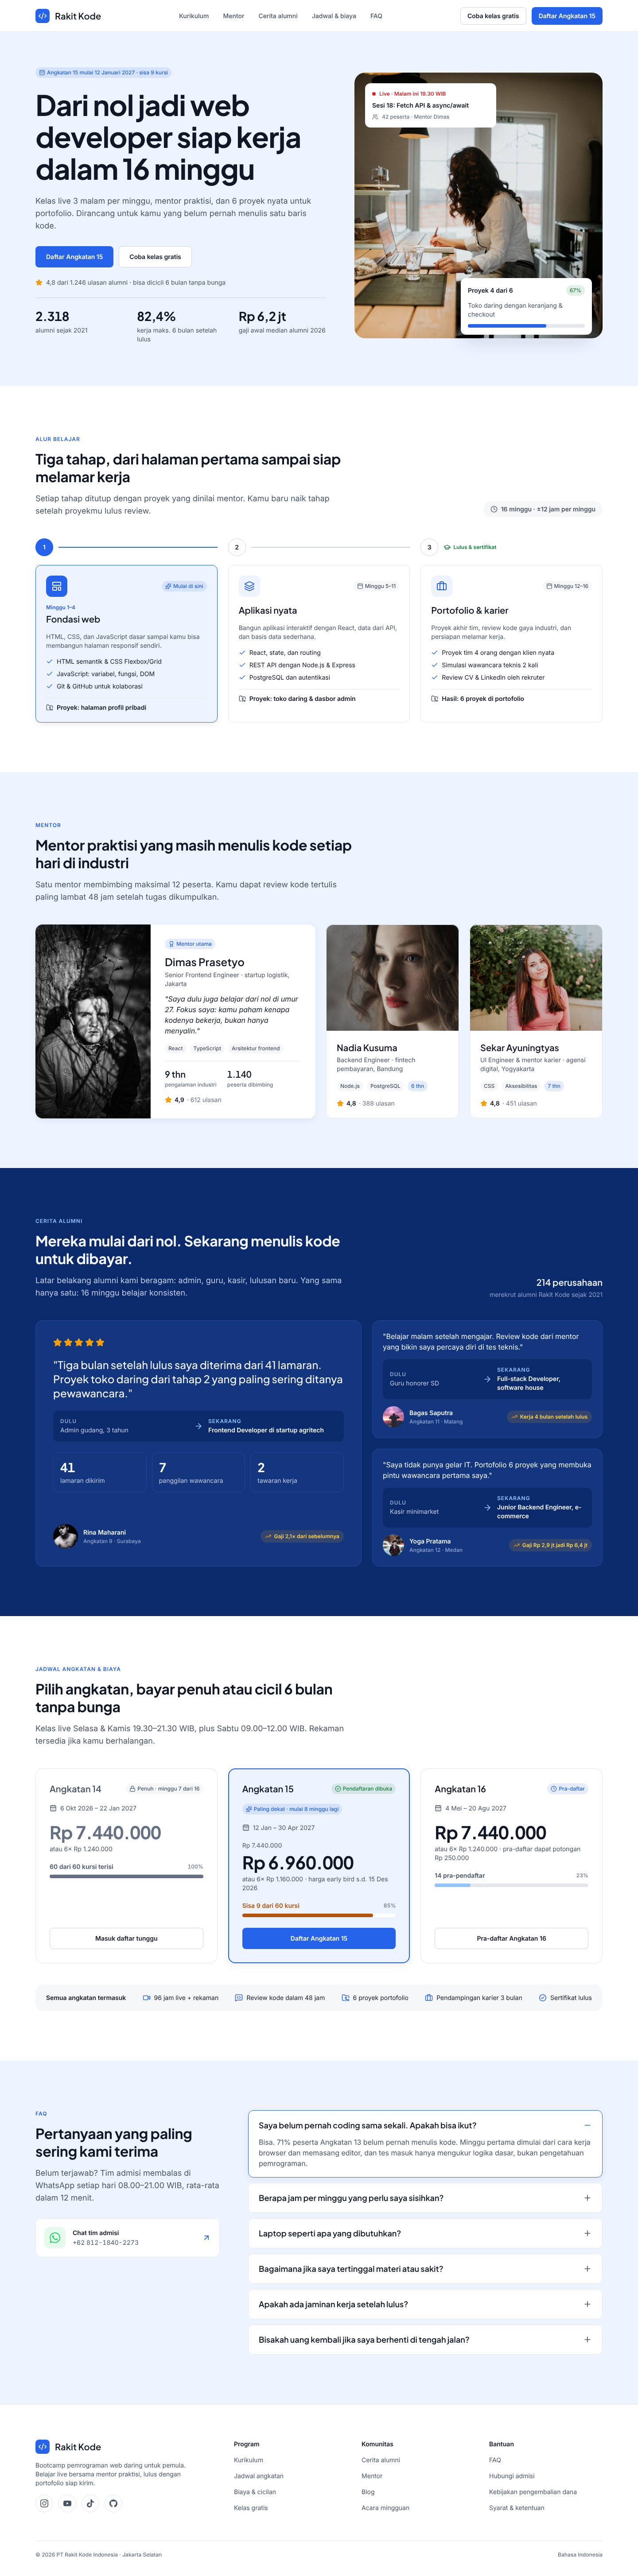 Rakit Kode
Kurikulum
Mentor
Cerita alumni
Jadwal & biaya
FAQ
Coba kelas gratis
Daftar Angkatan 15
Angkatan 15 mulai 12 Januari 2027 · sisa 9 kursi
Dari nol jadi web
developer siap kerja
dalam 16 minggu
Kelas live 3 malam per minggu, mentor praktisi, dan 6 proyek nyata untuk
portofolio. Dirancang untuk kamu yang belum pernah menulis satu baris
kode.
Daftar Angkatan 15
Coba kelas gratis
4,8 dari 1.246 ulasan alumni · bisa dicicil 6 bulan tanpa bunga
2.318
alumni sejak 2021
82,4%
kerja maks. 6 bulan setelah
lulus
Rp 6,2 jt
gaji awal median alumni 2026
Live · Malam ini 19.30 WIB
Sesi 18: Fetch API & async/await
42 peserta · Mentor Dimas
Proyek 4 dari 6
67%
Toko daring dengan keranjang &
checkout
ALUR BELAJAR
Tiga tahap, dari halaman pertama sampai siap
melamar kerja
Setiap tahap ditutup dengan proyek yang dinilai mentor. Kamu baru naik tahap
setelah proyekmu lulus review.
16 minggu · ±12 jam per minggu
1
2
3
Lulus & sertifikat
Mulai di sini
Minggu 1–4
Fondasi web
HTML, CSS, dan JavaScript dasar sampai kamu bisa
membangun halaman responsif sendiri.
HTML semantik & CSS Flexbox/Grid
JavaScript: variabel, fungsi, DOM
Git & GitHub untuk kolaborasi
Proyek: halaman profil pribadi
Minggu 5–11
Aplikasi nyata
Bangun aplikasi interaktif dengan React, data dari API,
dan basis data sederhana.
React, state, dan routing
REST API dengan Node.js & Express
PostgreSQL dan autentikasi
Proyek: toko daring & dasbor admin
Minggu 12–16
Portofolio & karier
Proyek akhir tim, review kode gaya industri, dan
persiapan melamar kerja.
Proyek tim 4 orang dengan klien nyata
Simulasi wawancara teknis 2 kali
Review CV & LinkedIn oleh rekruter
Hasil: 6 proyek di portofolio
MENTOR
Mentor praktisi yang masih menulis kode setiap
hari di industri
Satu mentor membimbing maksimal 12 peserta. Kamu dapat review kode tertulis
paling lambat 48 jam setelah tugas dikumpulkan.
Mentor utama
Dimas Prasetyo
Senior Frontend Engineer · startup logistik,
Jakarta
"Saya dulu juga belajar dari nol di umur
27. Fokus saya: kamu paham kenapa
kodenya bekerja, bukan hanya
menyalin."
React
TypeScript
Arsitektur frontend
9 thn
pengalaman industri
1.140
peserta dibimbing
4,9 · 612 ulasan
Nadia Kusuma
Backend Engineer · fintech
pembayaran, Bandung
Node.js
PostgreSQL
6 thn
4,8 · 388 ulasan
Sekar Ayuningtyas
UI Engineer & mentor karier · agensi
digital, Yogyakarta
CSS
Aksesibilitas
7 thn
4,8 · 451 ulasan
CERITA ALUMNI
Mereka mulai dari nol. Sekarang menulis kode
untuk dibayar.
Latar belakang alumni kami beragam: admin, guru, kasir, lulusan baru. Yang sama
hanya satu: 16 minggu belajar konsisten.
214 perusahaan
merekrut alumni Rakit Kode sejak 2021
"Tiga bulan setelah lulus saya diterima dari 41 lamaran.
Proyek toko daring dari tahap 2 yang paling sering ditanya
pewawancara."
DULU
Admin gudang, 3 tahun
SEKARANG
Frontend Developer di startup agritech
41
lamaran dikirim
7
panggilan wawancara
2
tawaran kerja
Rina Maharani
Angkatan 9 · Surabaya
Gaji 2,1× dari sebelumnya
"Belajar malam setelah mengajar. Review kode dari mentor
yang bikin saya percaya diri di tes teknis."
DULU
Guru honorer SD
SEKARANG
Full-stack Developer,
software house
Bagas Saputra
Angkatan 11 · Malang
Kerja 4 bulan setelah lulus
"Saya tidak punya gelar IT. Portofolio 6 proyek yang membuka
pintu wawancara pertama saya."
DULU
Kasir minimarket
SEKARANG
Junior Backend Engineer, e-
commerce
Yoga Pratama
Angkatan 12 · Medan
Gaji Rp 2,9 jt jadi Rp 6,4 jt
JADWAL ANGKATAN & BIAYA
Pilih angkatan, bayar penuh atau cicil 6 bulan
tanpa bunga
Kelas live Selasa & Kamis 19.30–21.30 WIB, plus Sabtu 09.00–12.00 WIB. Rekaman
tersedia jika kamu berhalangan.
Angkatan 14
Penuh · minggu 7 dari 16
6 Okt 2026 – 22 Jan 2027
Rp 7.440.000
atau 6× Rp 1.240.000
60 dari 60 kursi terisi
100%
Masuk daftar tunggu
Angkatan 15
Pendaftaran dibuka
Paling dekat · mulai 8 minggu lagi
12 Jan – 30 Apr 2027
Rp 7.440.000
Rp 6.960.000
atau 6× Rp 1.160.000 · harga early bird s.d. 15 Des
2026
Sisa 9 dari 60 kursi
85%
Daftar Angkatan 15
Angkatan 16
Pra-daftar
4 Mei – 20 Agu 2027
Rp 7.440.000
atau 6× Rp 1.240.000 · pra-daftar dapat potongan
Rp 250.000
14 pra-pendaftar
23%
Pra-daftar Angkatan 16
Semua angkatan termasuk
96 jam live + rekaman
Review kode dalam 48 jam
6 proyek portofolio
Pendampingan karier 3 bulan
Sertifikat lulus
FAQ
Pertanyaan yang paling
sering kami terima
Belum terjawab? Tim admisi membalas di
WhatsApp setiap hari 08.00–21.00 WIB, rata-rata
dalam 12 menit.
Chat tim admisi
+62 812-1840-2273
Saya belum pernah coding sama sekali. Apakah bisa ikut?
Bisa. 71% peserta Angkatan 13 belum pernah menulis kode. Minggu pertama dimulai dari cara kerja
browser dan memasang editor, dan tes masuk hanya mengukur logika dasar, bukan pengetahuan
pemrograman.
Berapa jam per minggu yang perlu saya sisihkan?
Laptop seperti apa yang dibutuhkan?
Bagaimana jika saya tertinggal materi atau sakit?
Apakah ada jaminan kerja setelah lulus?
Bisakah uang kembali jika saya berhenti di tengah jalan?
Rakit Kode
Bootcamp pemrograman web daring untuk pemula.
Belajar live bersama mentor praktisi, lulus dengan
portofolio siap kirim.
Program
Kurikulum
Jadwal angkatan
Biaya & cicilan
Kelas gratis
Komunitas
Cerita alumni
Mentor
Blog
Acara mingguan
Bantuan
FAQ
Hubungi admisi
Kebijakan pengembalian dana
Syarat & ketentuan
© 2026 PT Rakit Kode Indonesia · Jakarta Selatan
Bahasa Indonesia